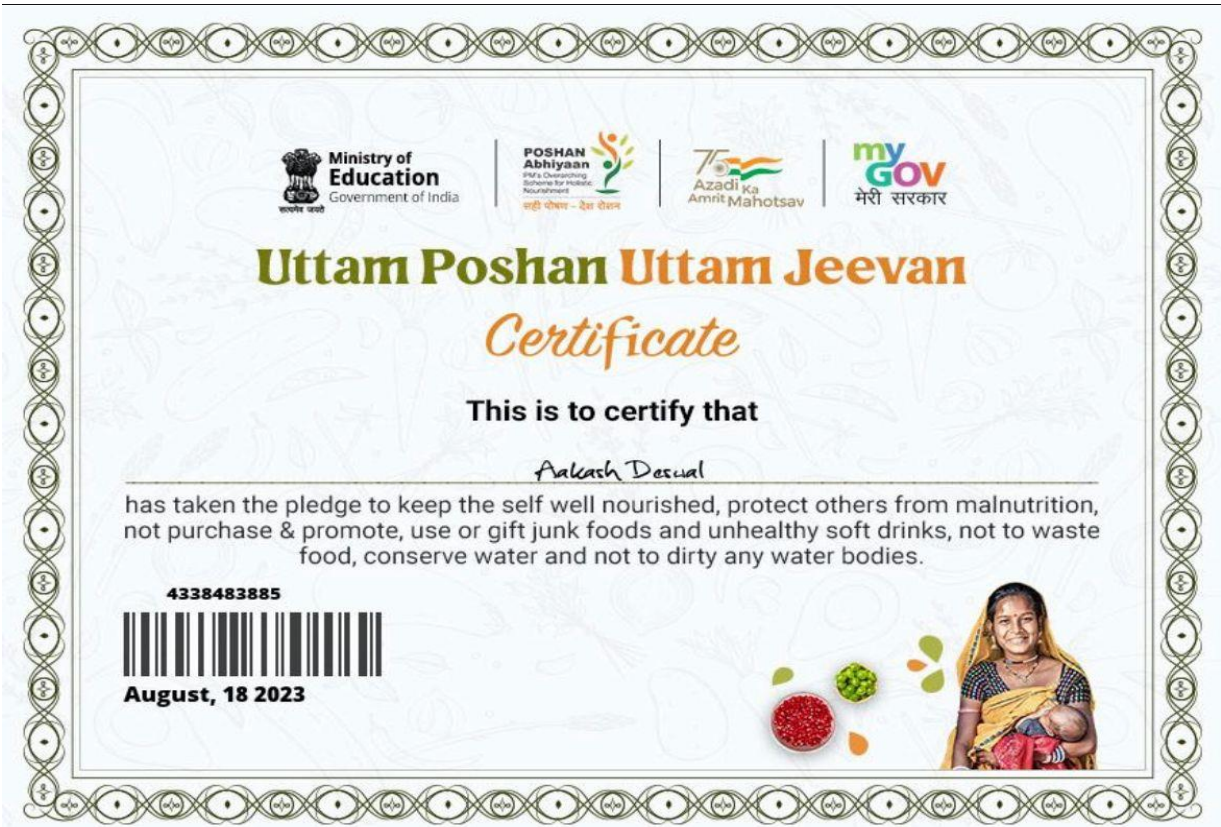 Ministry of
Education
Government of India
सत्यमेव जयते
POSHAN
Abhiyaan
PM's Overarching
Scheme for Holistic
Nourishment
सही पोषण - देश रोशन
75
Azadi Ka
Amrit Mahotsav
my
GOV
मेरी सरकार
Uttam Poshan Uttam Jeevan
Certificate
This is to certify that
Aakash Deswal
has taken the pledge to keep the self well nourished, protect others from malnutrition,
not purchase & promote, use or gift junk foods and unhealthy soft drinks, not to waste
food, conserve water and not to dirty any water bodies.
4338483885
August, 18 2023